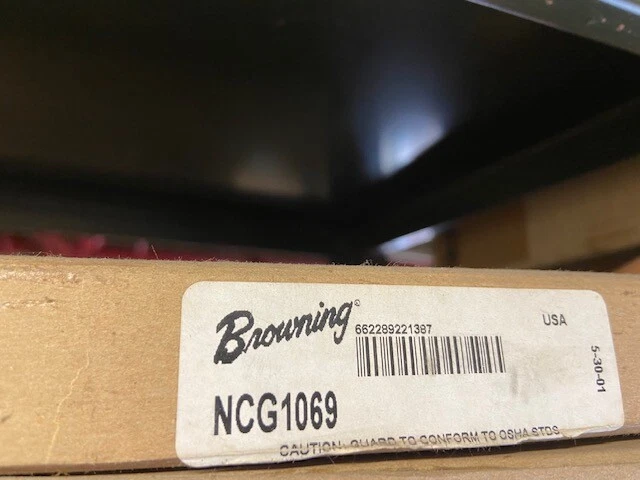 Browning®
662289221387
USA
5-30-01
NCG1069
CAUTION: GUARD TO CONFORM TO OSHA STDS